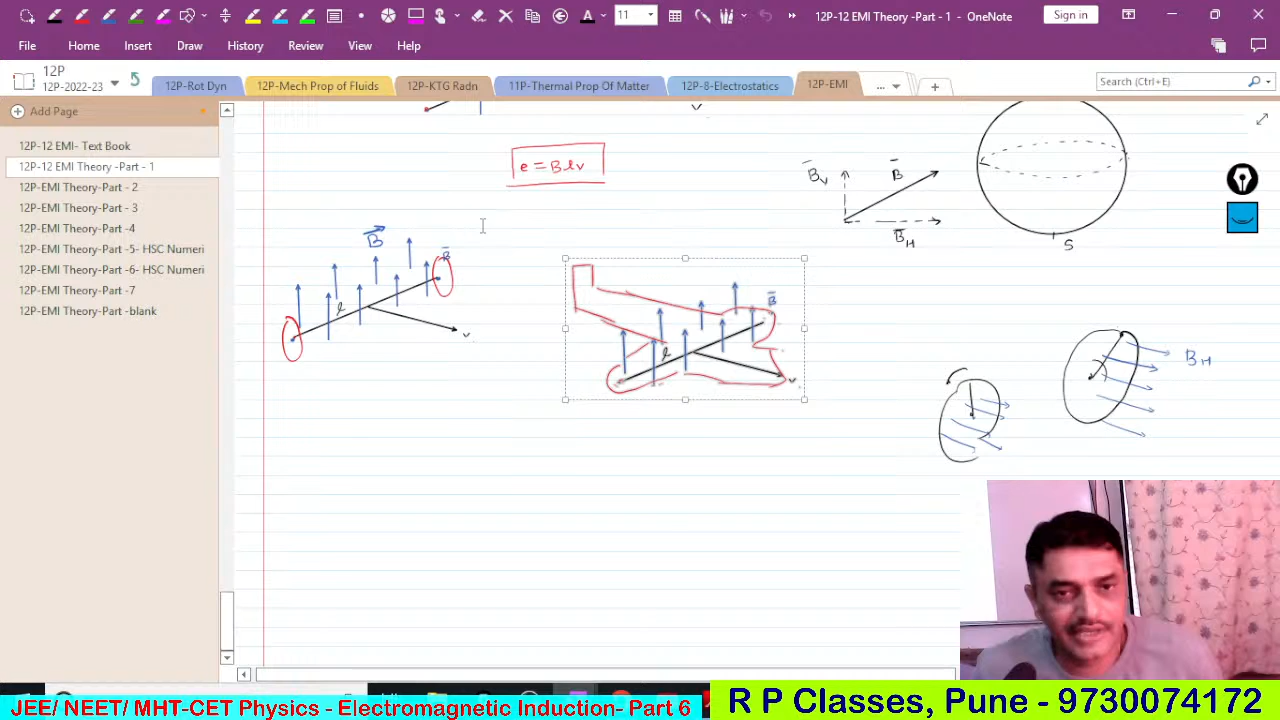 12P-12 EMI Theory -Part - 1 - OneNote
Sign in
11
File Home Insert Draw History Review View Help
12P
12P-2022-23
12P-Rot Dyn
12P-Mech Prop of Fluids
12P-KTG Radn
11P-Thermal Prop Of Matter
12P-8-Electrostatics
12P-EMI
...
Search (Ctrl+E)
Add Page
12P-12 EMI- Text Book
12P-12 EMI Theory -Part - 1
12P-EMI Theory-Part - 2
12P-EMI Theory-Part - 3
12P-EMI Theory-Part -4
12P-EMI Theory-Part -5- HSC Numeri
12P-EMI Theory-Part -6- HSC Numeri
12P-EMI Theory-Part -7
12P-EMI Theory-Part -blank
v
e = Blv
B
B
l
v
B
l
v
B
BV
BH
S
BH
JEE/ NEET/ MHT-CET Physics - Electromagnetic Induction- Part 6
R P Classes, Pune - 9730074172